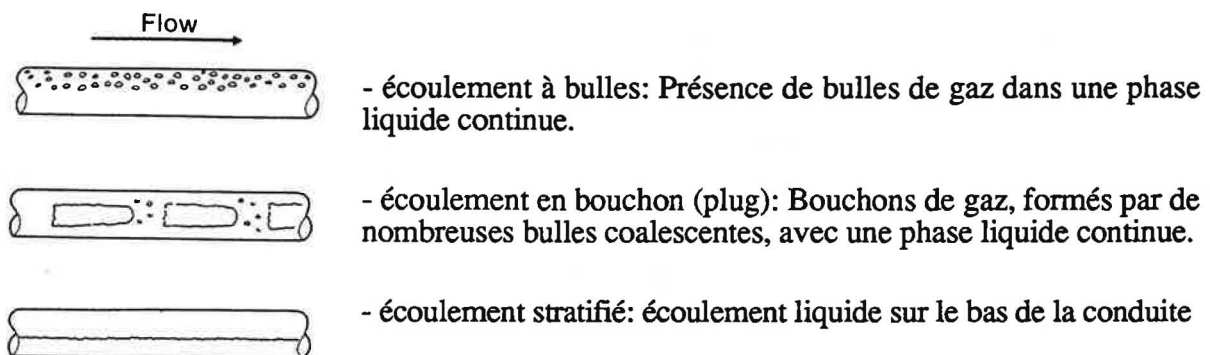 Flow
- écoulement à bulles: Présence de bulles de gaz dans une phase
liquide continue.
- écoulement en bouchon (plug): Bouchons de gaz, formés par de
nombreuses bulles coalescentes, avec une phase liquide continue.
- écoulement stratifié: écoulement liquide sur le bas de la conduite